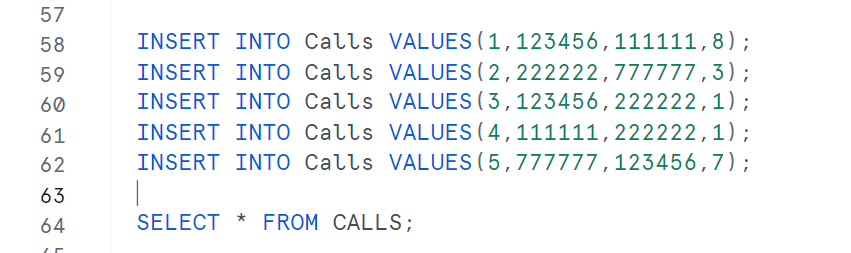 57
58 INSERT INTO Calls VALUES(1,123456,111111,8);
59 INSERT INTO Calls VALUES(2,222222,777777,3);
60 INSERT INTO Calls VALUES(3,123456,222222,1);
61 INSERT INTO Calls VALUES(4,111111,222222,1);
62 INSERT INTO Calls VALUES(5,777777,123456,7);
63
64 SELECT * FROM CALLS;